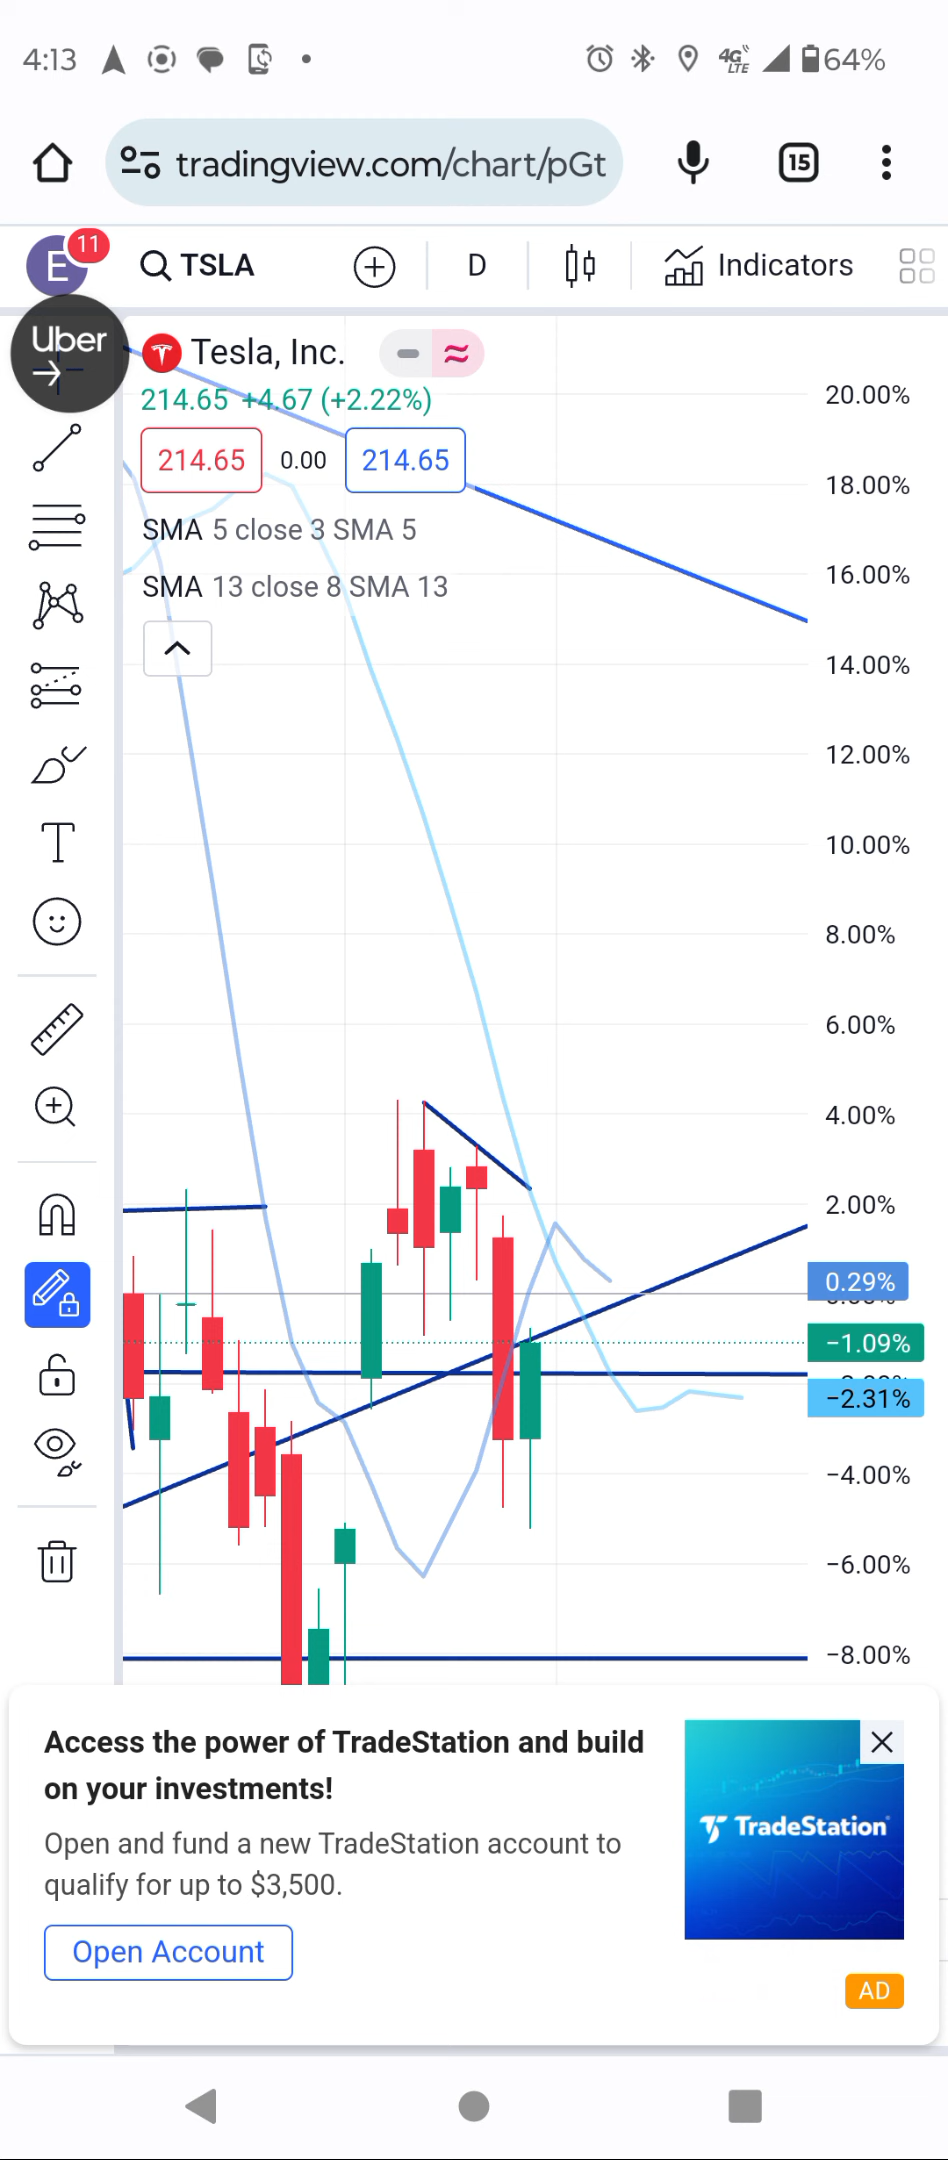 4:13
4G
LTE
64%
tradingview.com/chart/pGt
15
E
11
TSLA
D
Indicators
Uber
Tesla, Inc.
214.65 +4.67 (+2.22%)
214.65
0.00
214.65
SMA 5 close 3 SMA 5
SMA 13 close 8 SMA 13
20.00%
18.00%
16.00%
14.00%
12.00%
10.00%
8.00%
6.00%
4.00%
2.00%
0.29%
−1.09%
−2.31%
−4.00%
−6.00%
−8.00%
T
Access the power of TradeStation and build
on your investments!
Open and fund a new TradeStation account to
qualify for up to $3,500.
Open Account
TradeStation
AD